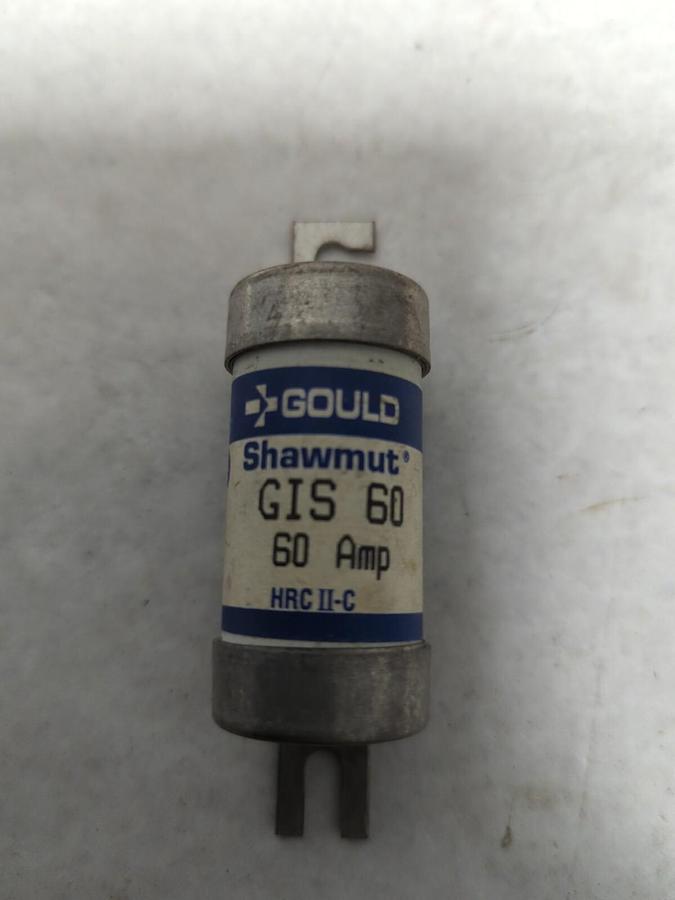 GOULD
Shawmut®
GIS 60
60 Amp
HRC II-C